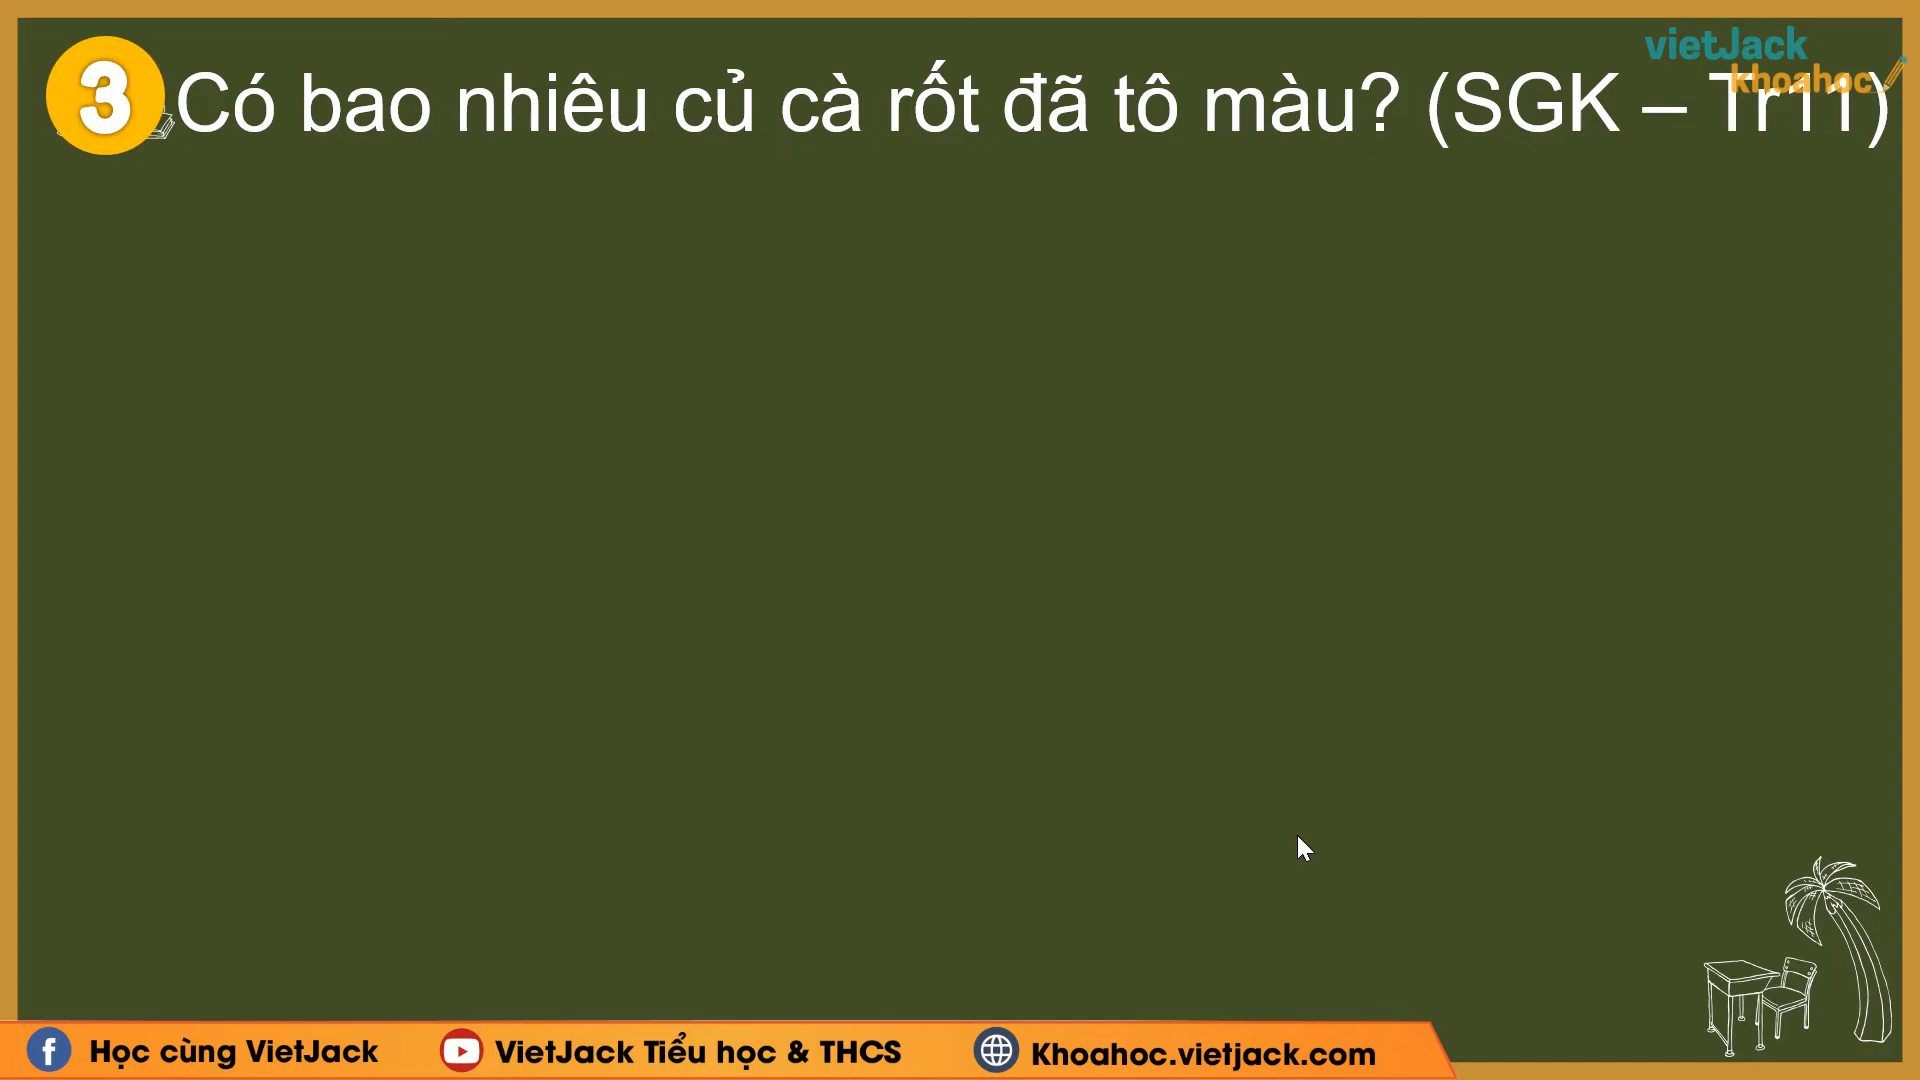 vietJack
khoahoc
3 Có bao nhiêu củ cà rốt đã tô màu? (SGK – Tr11)
Học cùng VietJack
VietJack Tiểu học & THCS
Khoahoc.vietjack.com